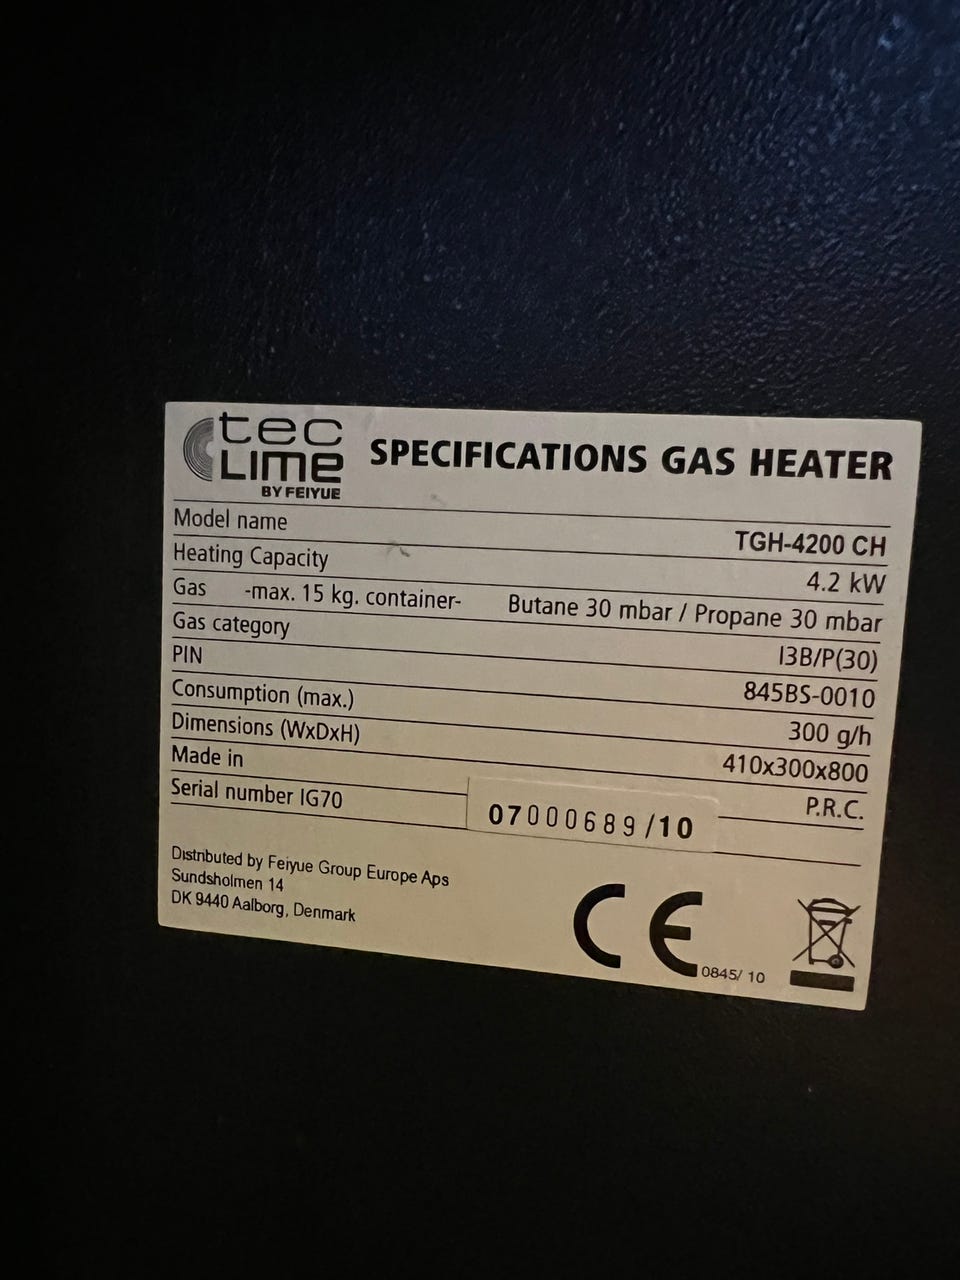 tec
LIME
BY FEIYUE
SPECIFICATIONS GAS HEATER
Model name TGH-4200 CH
Heating Capacity 4.2 kW
Gas -max. 15 kg. container- Butane 30 mbar / Propane 30 mbar
Gas category I3B/P(30)
PIN 845BS-0010
Consumption (max.) 300 g/h
Dimensions (WxDxH) 410x300x800
Made in P.R.C.
Serial number IG70 07000689/10
Distributed by Feiyue Group Europe Aps
Sundsholmen 14
DK 9440 Aalborg, Denmark
CE
0845/ 10